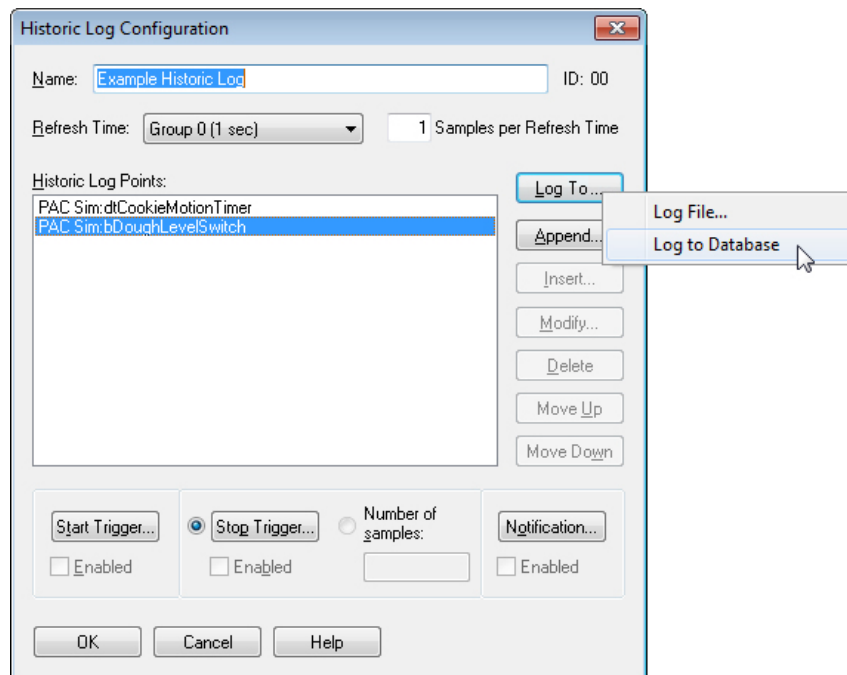 Historic Log Configuration
Name: Example Historic Log ID: 00
Refresh Time: Group 0 (1 sec) 1 Samples per Refresh Time
Historic Log Points:
PAC Sim:dtCookieMotionTimer
PAC Sim:bDoughLevelSwitch
Log To...
Log File...
Log to Database
Append...
Insert...
Modify...
Delete
Move Up
Move Down
Start Trigger...
Enabled
Stop Trigger...
Enabled
Number of
samples:
Notification...
Enabled
OK Cancel Help